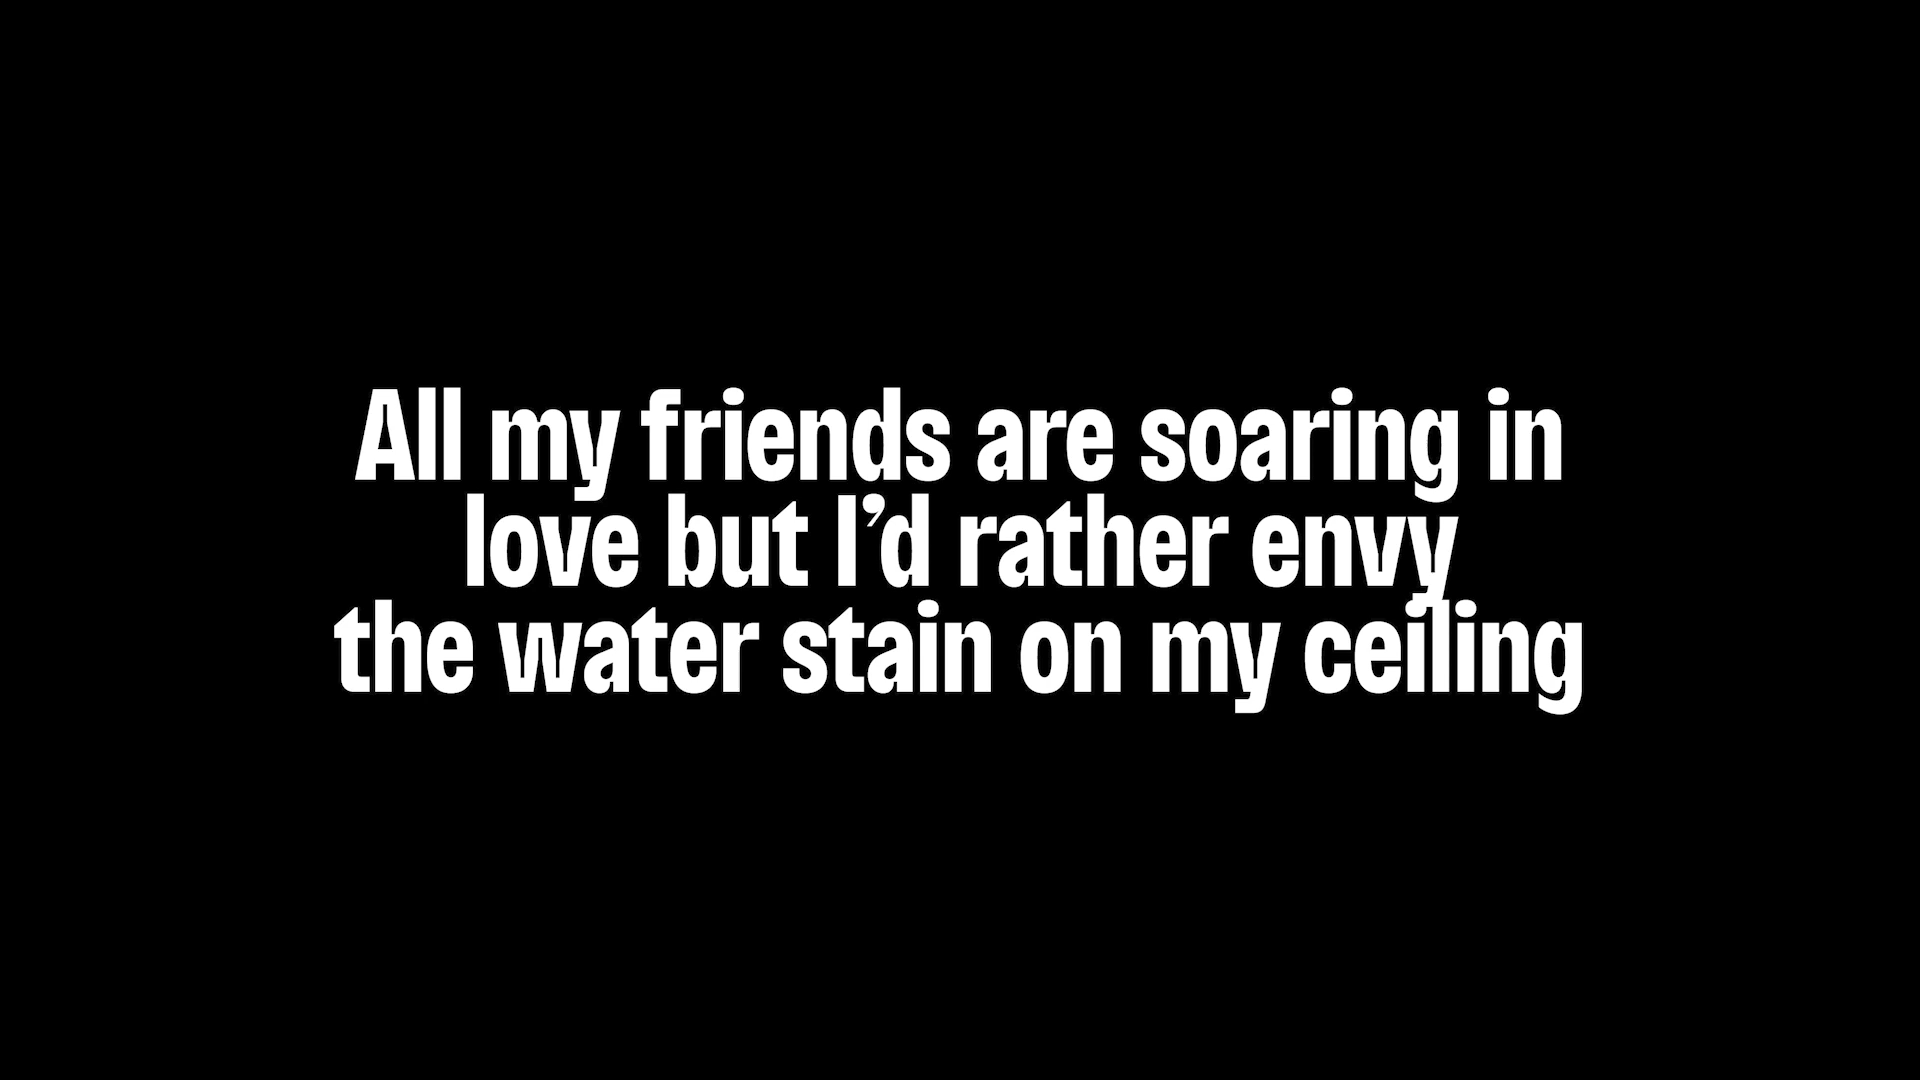 All my friends are soaring in
love but I’d rather envy
the water stain on my ceiling